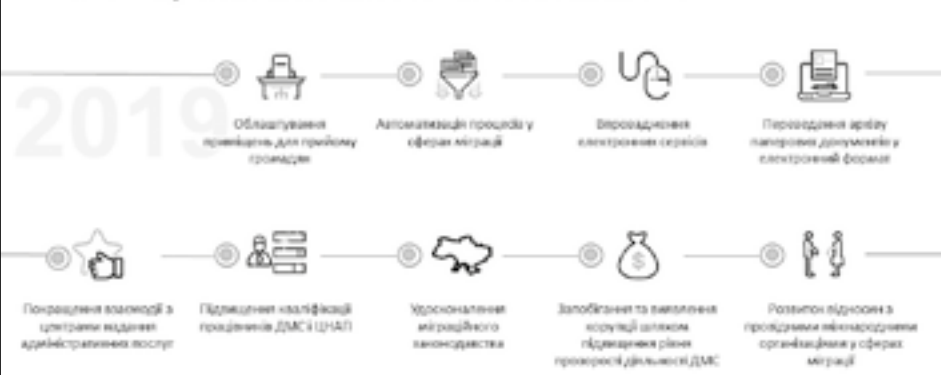 2019
Облаштування
приміщень для прийому
громадян
Автоматизація процесів у
сферах міграції
Впровадження
електронних сервісів
Переведення архіву
паперових документів у
електронний формат
Покращення взаємодії з
центрами надання
адміністративних послуг
Підвищення кваліфікації
працівників ДМС і ЦНАП
Удосконалення
міграційного
законодавства
Запобігання та виявлення
корупції шляхом
підвищення рівня
прозорості діяльності ДМС
Розвиток відносин з
провідними міжнародними
організаціями у сферах
міграції